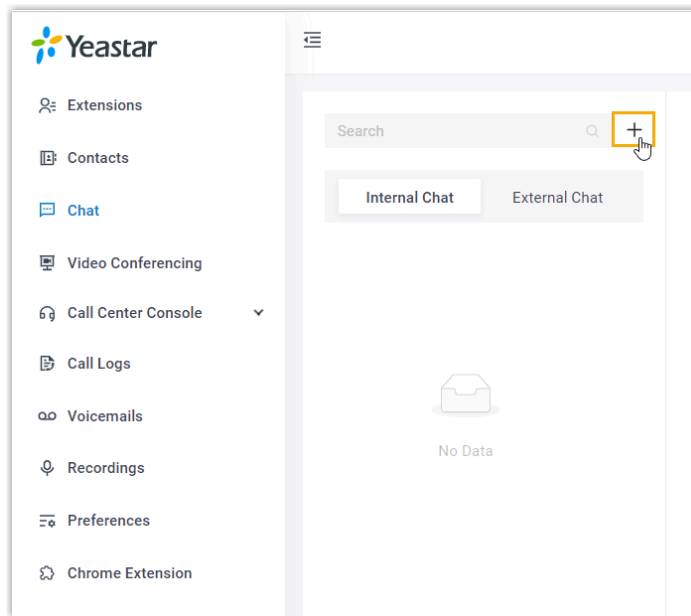 Yeastar
Extensions
Contacts
Chat
Video Conferencing
Call Center Console
Call Logs
Voicemails
Recordings
Preferences
Chrome Extension
Search
Internal Chat External Chat
No Data